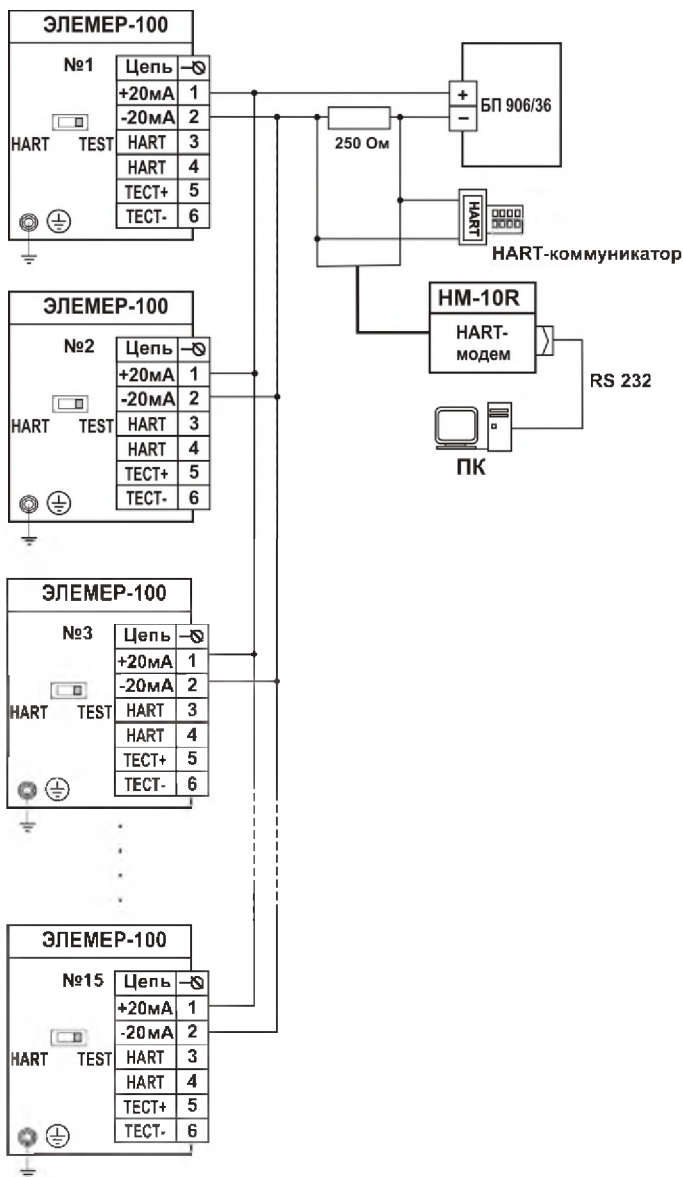 ЭЛЕМЕР-100
№1
Цепь
+20мА 1
-20мА 2
HART 3
HART 4
ТЕСТ+ 5
ТЕСТ- 6
HART TEST
+
−
БП 906/36
250 Ом
HART
HART-коммуникатор
HM-10R
HART-
модем
RS 232
ПК
ЭЛЕМЕР-100
№2
Цепь
+20мА 1
-20мА 2
HART 3
HART 4
ТЕСТ+ 5
ТЕСТ- 6
HART TEST
ЭЛЕМЕР-100
№3
Цепь
+20мА 1
-20мА 2
HART 3
HART 4
ТЕСТ+ 5
ТЕСТ- 6
HART TEST
ЭЛЕМЕР-100
№15
Цепь
+20мА 1
-20мА 2
HART 3
HART 4
ТЕСТ+ 5
ТЕСТ- 6
HART TEST